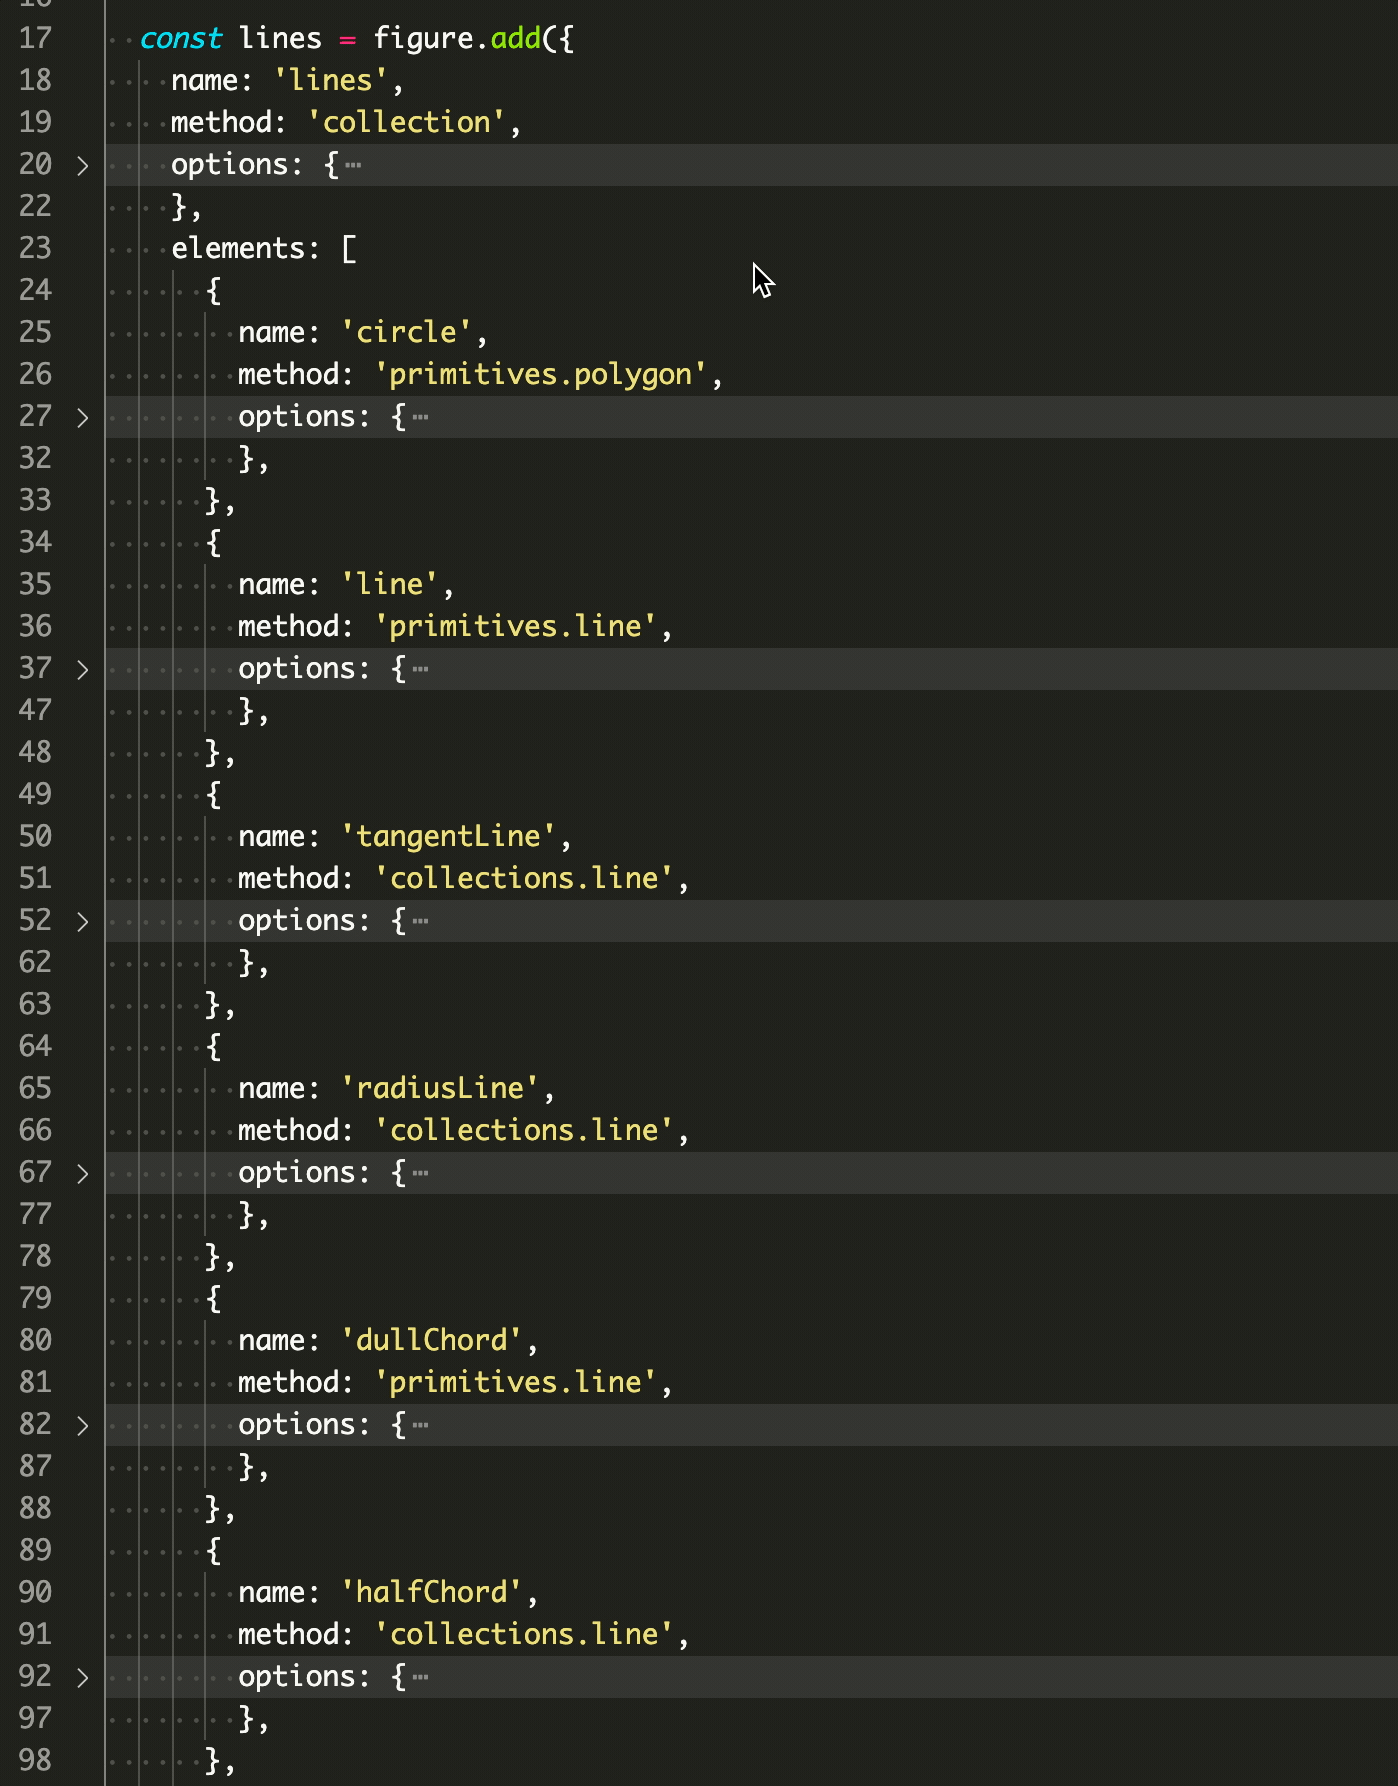 17 const lines = figure.add({
18 name: 'lines',
19 method: 'collection',
20 > options: {⋯
22 },
23 elements: [
24 {
25 name: 'circle',
26 method: 'primitives.polygon',
27 > options: {⋯
32 },
33 },
34 {
35 name: 'line',
36 method: 'primitives.line',
37 > options: {⋯
47 },
48 },
49 {
50 name: 'tangentLine',
51 method: 'collections.line',
52 > options: {⋯
62 },
63 },
64 {
65 name: 'radiusLine',
66 method: 'collections.line',
67 > options: {⋯
77 },
78 },
79 {
80 name: 'dullChord',
81 method: 'primitives.line',
82 > options: {⋯
87 },
88 },
89 {
90 name: 'halfChord',
91 method: 'collections.line',
92 > options: {⋯
97 },
98 },